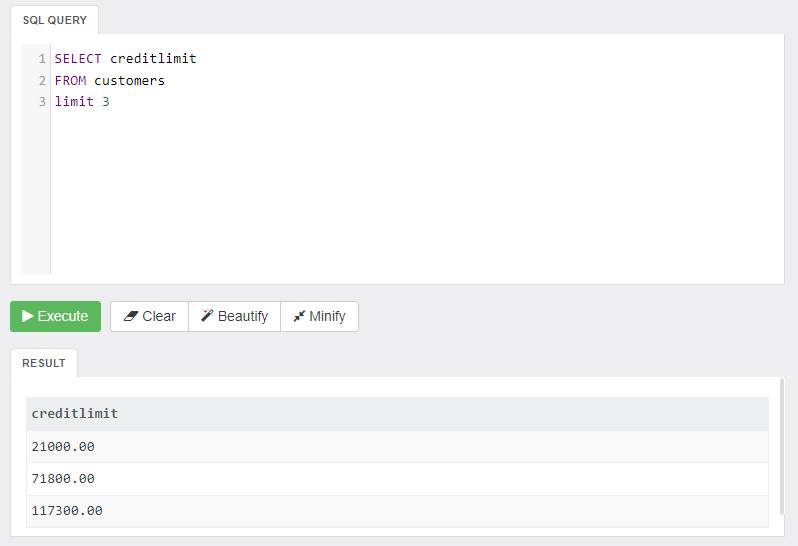 SQL QUERY
1 SELECT creditlimit
2 FROM customers
3 limit 3
Execute Clear Beautify Minify
RESULT
creditlimit
21000.00
71800.00
117300.00